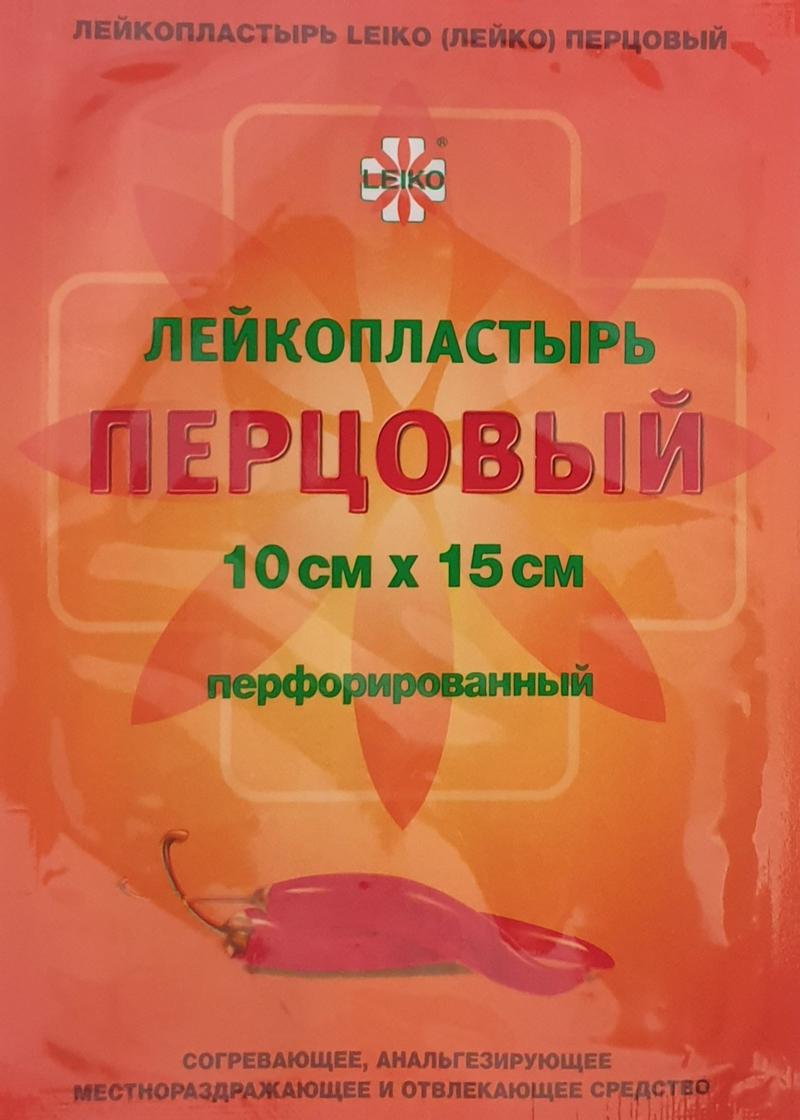 ЛЕЙКОПЛАСТЫРЬ LEIKO (ЛЕЙКО) ПЕРЦОВЫЙ
LEIKO ®
ЛЕЙКОПЛАСТЫРЬ
ПЕРЦОВЫЙ
10 см х 15 см
перфорированный
СОГРЕВАЮЩЕЕ, АНАЛЬГЕЗИРУЮЩЕЕ
МЕСТНОРАЗДРАЖАЮЩЕЕ И ОТВЛЕКАЮЩЕЕ СРЕДСТВО